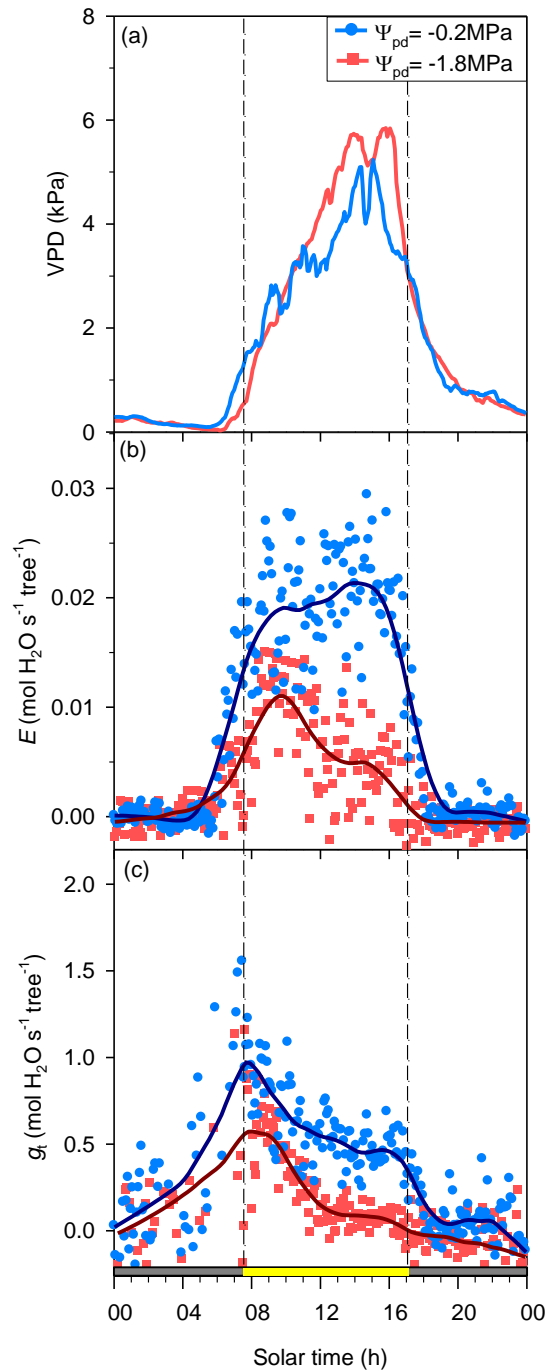 (a)
Ψpd= -0.2MPa
Ψpd= -1.8MPa
8
6
4
2
0
VPD (kPa)
(b)
0.03
0.02
0.01
0.00
E (mol H2O s-1 tree-1)
(c)
2.0
1.5
1.0
0.5
0.0
gt (mol H2O s-1 tree-1)
00 04 08 12 16 20 00
Solar time (h)